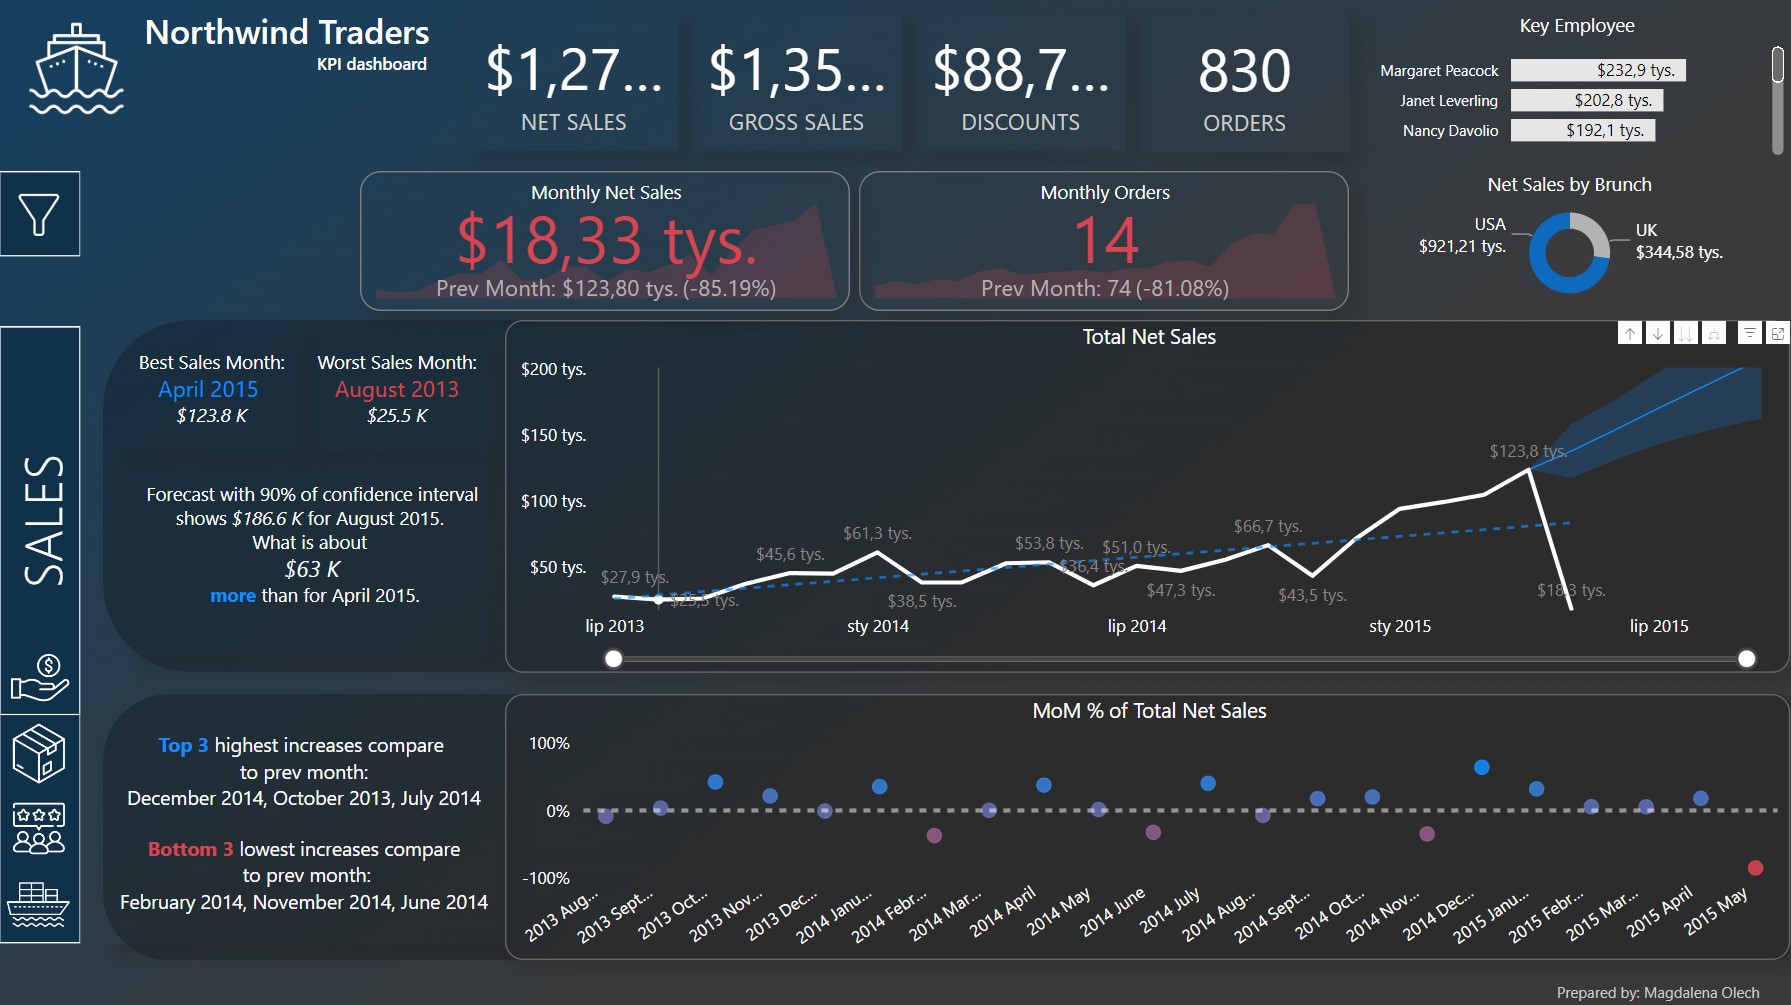 Northwind Traders
KPI dashboard
$1,27...
NET SALES
$1,35...
GROSS SALES
$88,7...
DISCOUNTS
830
ORDERS
Key Employee
Margaret Peacock $232,9 tys.
Janet Leverling $202,8 tys.
Nancy Davolio $192,1 tys.
Monthly Net Sales
$18,33 tys.
Prev Month: $123,80 tys. (-85.19%)
Monthly Orders
14
Prev Month: 74 (-81.08%)
Net Sales by Brunch
USA
$921,21 tys.
UK
$344,58 tys.
SALES
Best Sales Month:
April 2015
$123.8 K
Worst Sales Month:
August 2013
$25.5 K
Forecast with 90% of confidence interval
shows $186.6 K for August 2015.
What is about
$63 K
more than for April 2015.
Total Net Sales
$200 tys.
$150 tys.
$100 tys.
$50 tys.
$27,9 tys.
$25,5 tys.
$45,6 tys.
$61,3 tys.
$38,5 tys.
$53,8 tys.
$36,4 tys.
$51,0 tys.
$47,3 tys.
$66,7 tys.
$43,5 tys.
$123,8 tys.
$18,3 tys.
lip 2013
sty 2014
lip 2014
sty 2015
lip 2015
Top 3 highest increases compare
to prev month:
December 2014, October 2013, July 2014
Bottom 3 lowest increases compare
to prev month:
February 2014, November 2014, June 2014
MoM % of Total Net Sales
100%
0%
-100%
2013 Aug...
2013 Sept...
2013 Oct...
2013 Nov...
2013 Dec...
2014 Janu...
2014 Febr...
2014 Mar...
2014 April
2014 May
2014 June
2014 July
2014 Aug...
2014 Sept...
2014 Oct...
2014 Nov...
2014 Dec...
2015 Janu...
2015 Febr...
2015 Mar...
2015 April
2015 May
Prepared by: Magdalena Olech